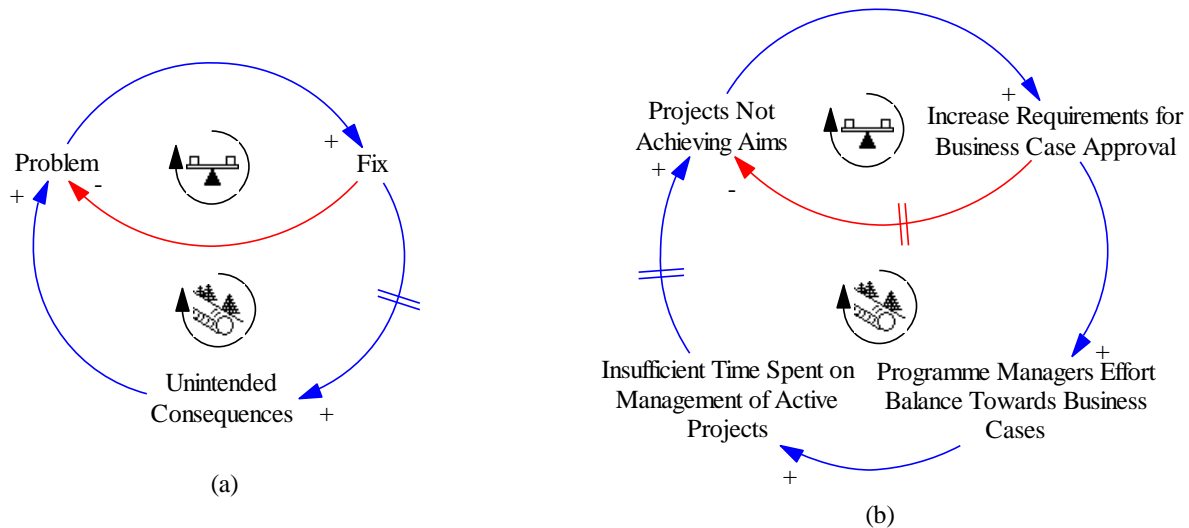 Problem
+
-
+
Fix
Unintended
Consequences
+
(a)
Projects Not
Achieving Aims
+
-
+
Increase Requirements for
Business Case Approval
Insufficient Time Spent on
Management of Active
Projects
+
Programme Managers Effort
Balance Towards Business
Cases
+
(b)